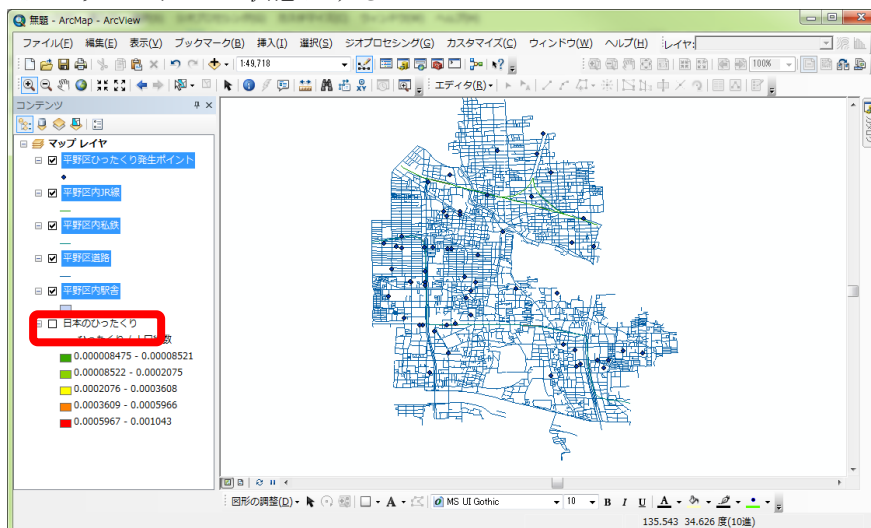 無題 - ArcMap - ArcView
ファイル(F) 編集(E) 表示(V) ブックマーク(B) 挿入(I) 選択(S) ジオプロセシング(G) カスタマイズ(C) ウィンドウ(W) ヘルプ(H) レイヤ:
1:49,718 100%
エディタ(R)
コンテンツ
マップ レイヤ
平野区ひったくり発生ポイント
平野区内JR線
平野区内私鉄
平野区道路
平野区内駅舎
日本のひったくり
0.000008475 - 0.00008521
0.00008522 - 0.0002075
0.0002076 - 0.0003608
0.0003609 - 0.0005966
0.0005967 - 0.001043
図形の調整(D) A MS UI Gothic 10 B I U A
135.543 34.626 度(10進)